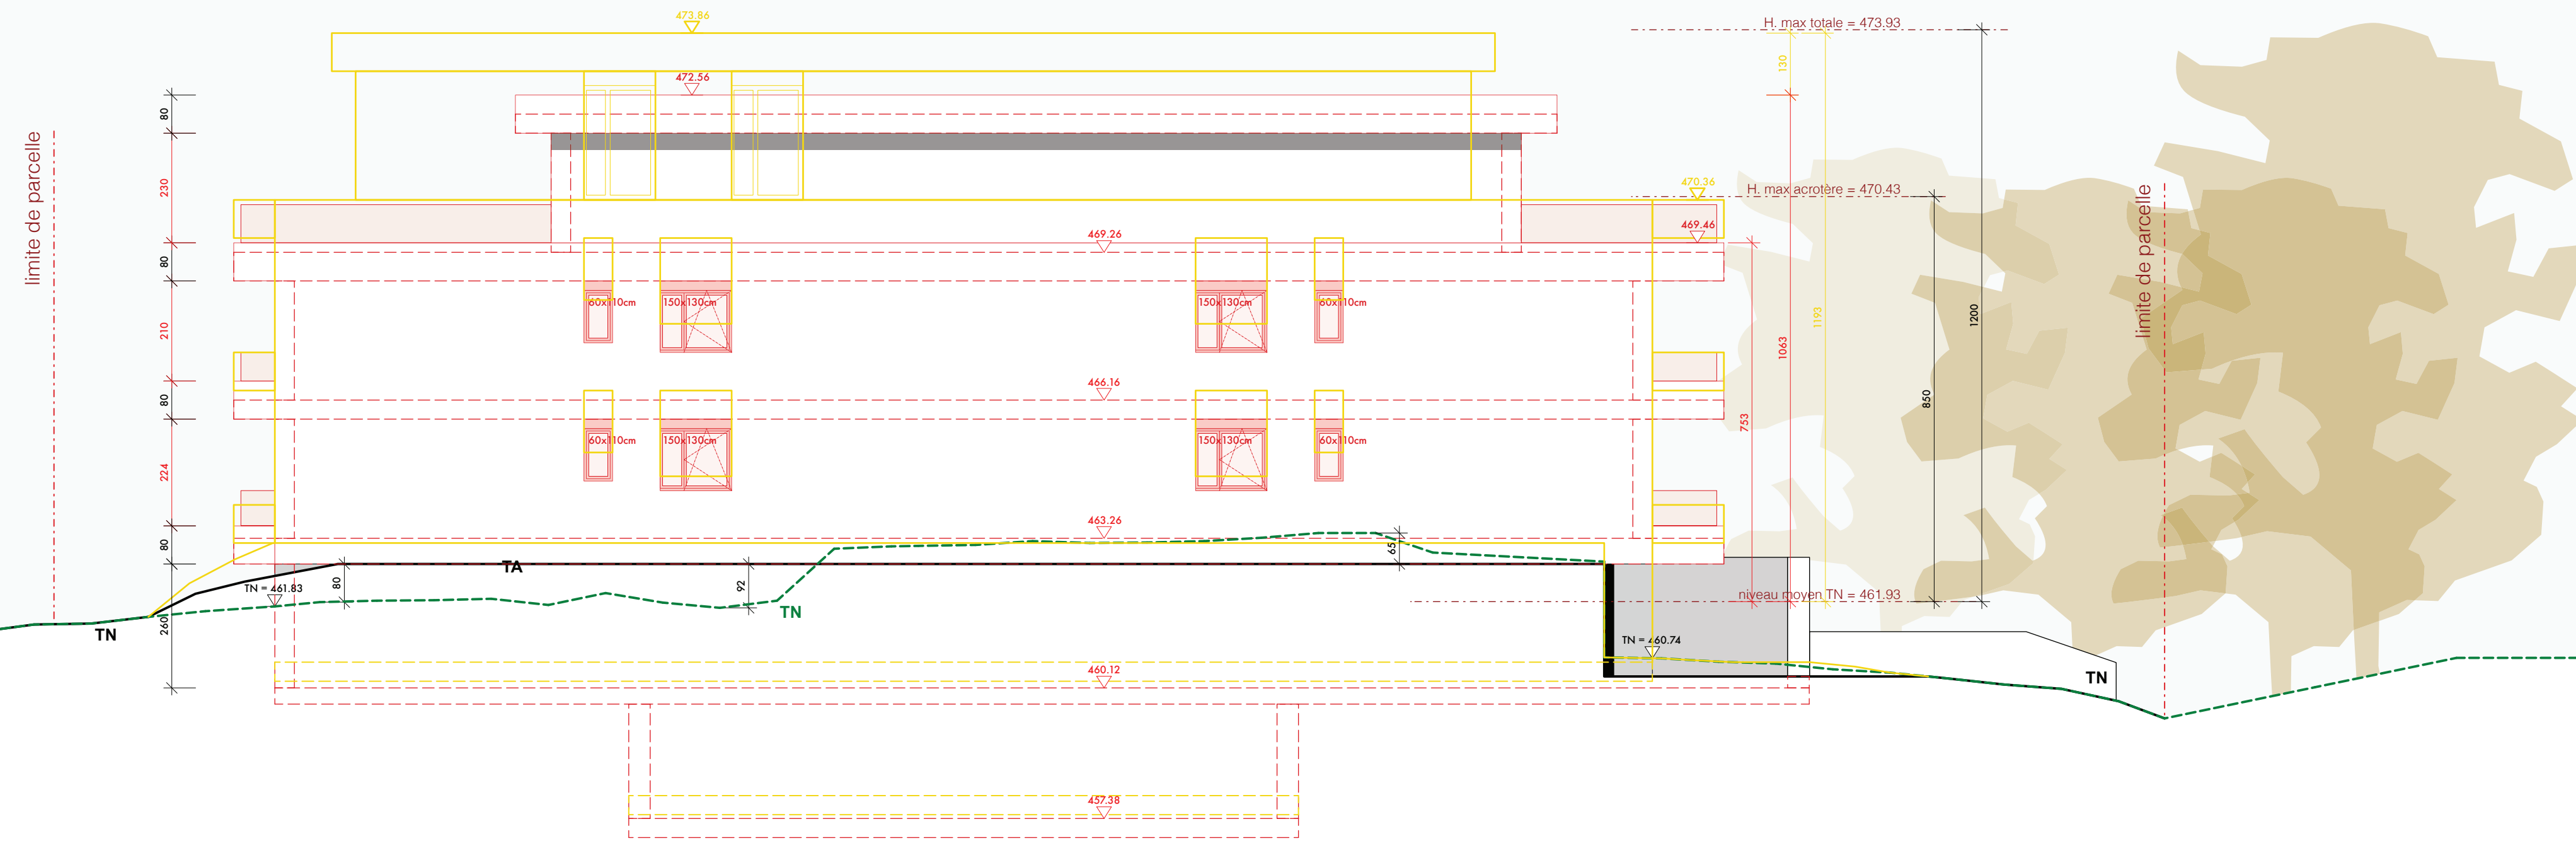 473.86
H. max totale = 473.93
130
472.56
80
limite de parcelle
230
470.36
H. max acrotère = 470.43
limite de parcelle
469.46
469.26
80
60x110cm
150x130cm
150x130cm
60x110cm
210
1193
1200
1063
850
466.16
80
753
60x110cm
150x130cm
150x130cm
60x110cm
224
463.26
80
65
TA
TN = 461.83
80
92
niveau moyen TN = 461.93
TN
260
TN
TN = 460.74
460.12
TN
457.38